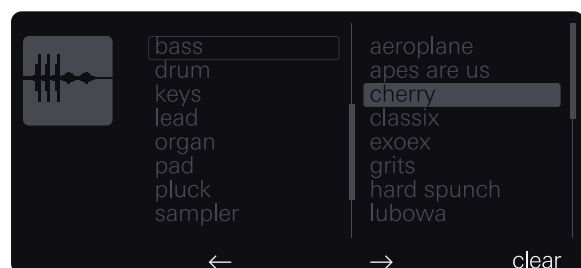 bass
drum
keys
lead
organ
pad
pluck
sampler
aeroplane
apes are us
cherry
classix
exoex
grits
hard spunch
lubowa
← → clear